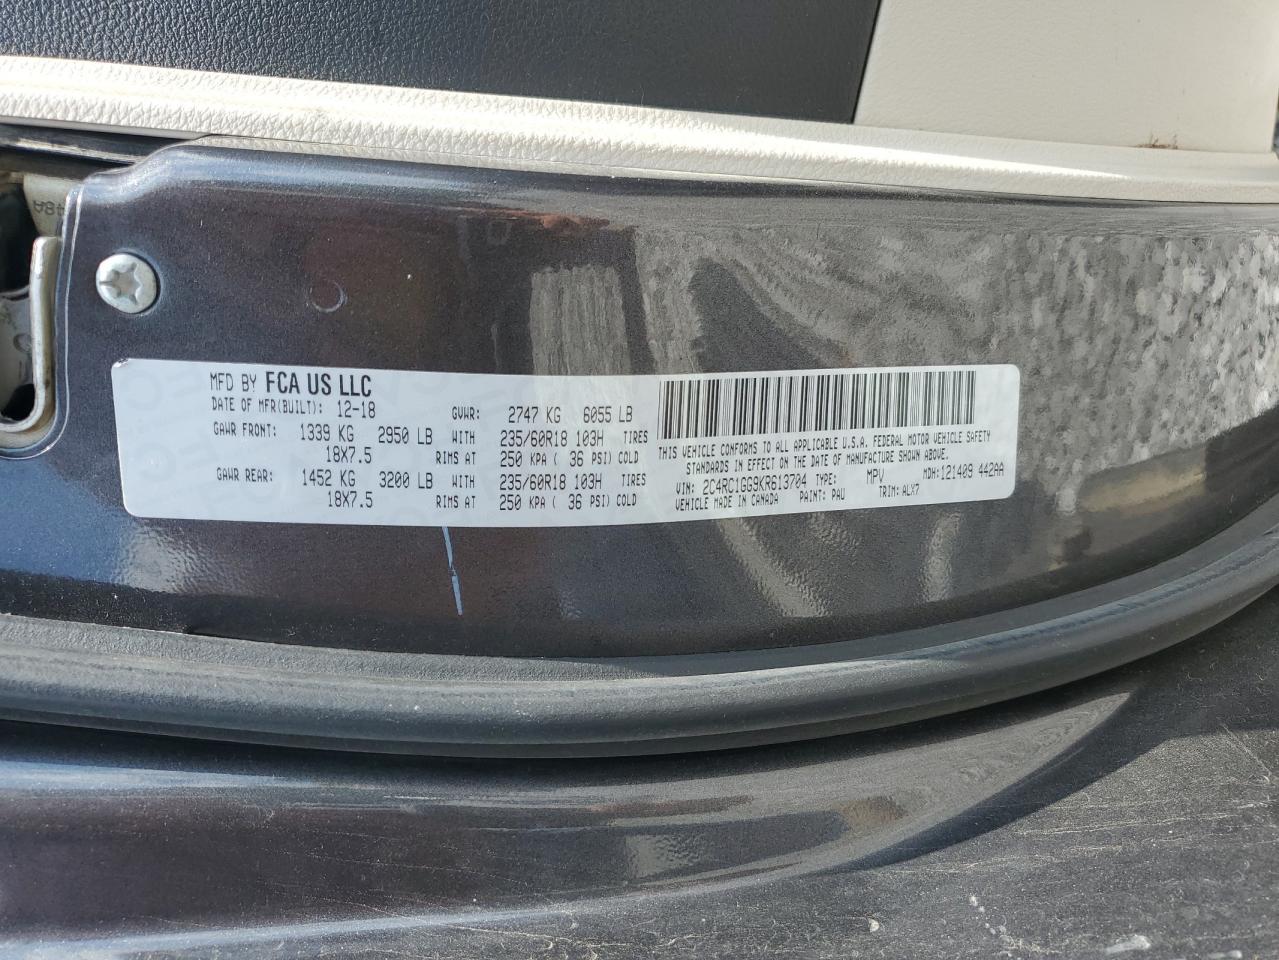 MFD BY FCA US LLC
DATE OF MFR(BUILT): 12-18 GVWR: 2747 KG 6055 LB
GAWR FRONT: 1339 KG 2950 LB WITH 235/60R18 103H TIRES
18X7.5 RIMS AT 250 KPA ( 36 PSI) COLD
GAWR REAR: 1452 KG 3200 LB WITH 235/60R18 103H TIRES
18X7.5 RIMS AT 250 KPA ( 36 PSI) COLD
THIS VEHICLE CONFORMS TO ALL APPLICABLE U.S.A. FEDERAL MOTOR VEHICLE SAFETY
STANDARDS IN EFFECT ON THE DATE OF MANUFACTURE SHOWN ABOVE.
VIN: 2C4RC1GG9KR613704 TYPE: MPV MDH:121409 442AA
VEHICLE MADE IN CANADA PAINT: PAU TRIM: ALX7